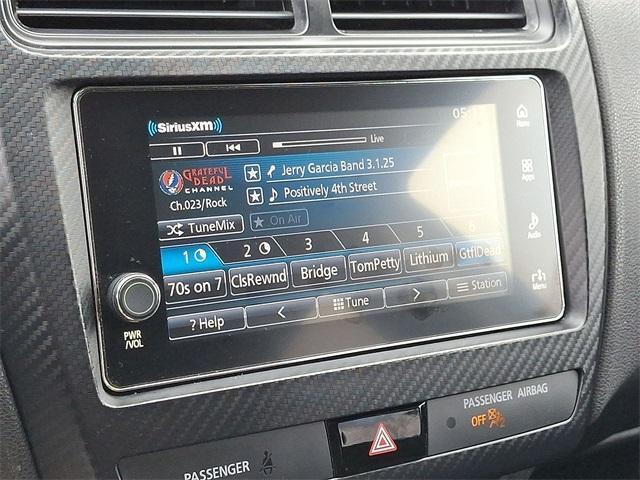 SiriusXM
Live
Jerry Garcia Band 3.1.25
GRATEFUL DEAD CHANNEL
Positively 4th Street
Ch.023/Rock
TuneMix
On Air
1 2 3 4 5 6
70s on 7 ClsRewnd Bridge TomPetty Lithium GtflDead
? Help < Tune > Station
Home
Apps
Audio
Menu
PWR
/VOL
PASSENGER AIRBAG
OFF
PASSENGER